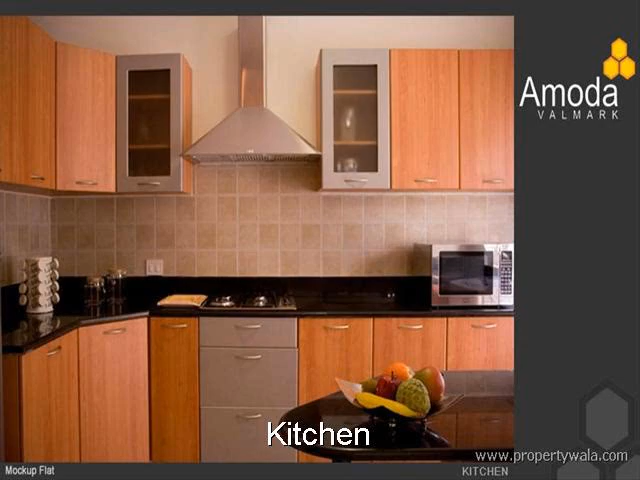 Amoda
VALMARK
Kitchen
www.propertywala.com
Mockup Flat
KITCHEN